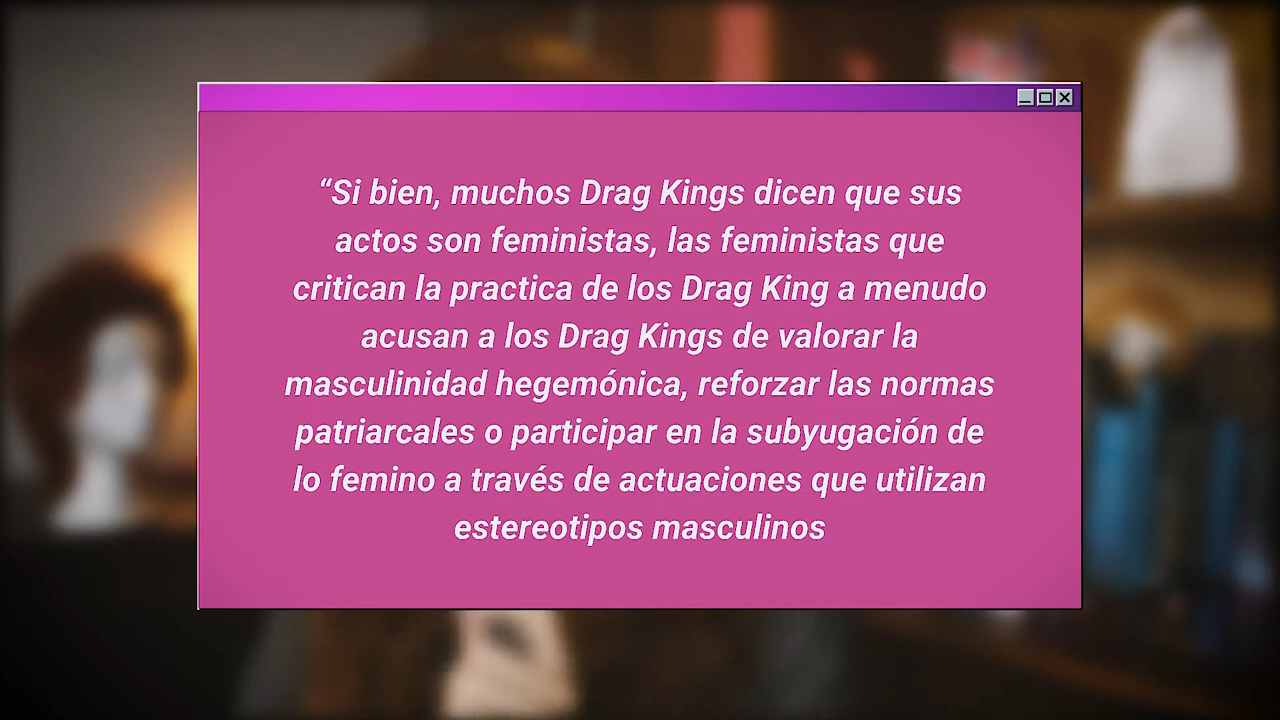 “Si bien, muchos Drag Kings dicen que sus
actos son feministas, las feministas que
critican la practica de los Drag King a menudo
acusan a los Drag Kings de valorar la
masculinidad hegemónica, reforzar las normas
patriarcales o participar en la subyugación de
lo femino a través de actuaciones que utilizan
estereotipos masculinos